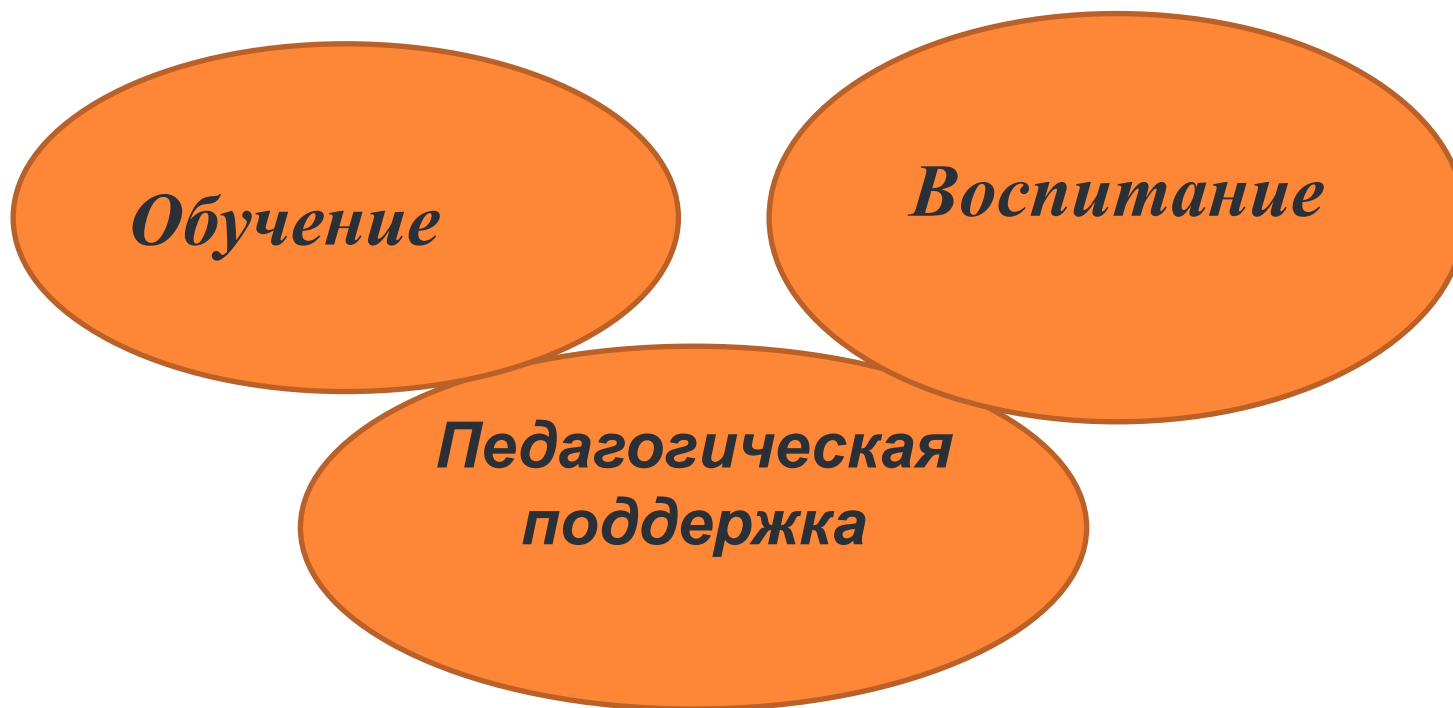 Обучение
Воспитание
Педагогическая
поддержка